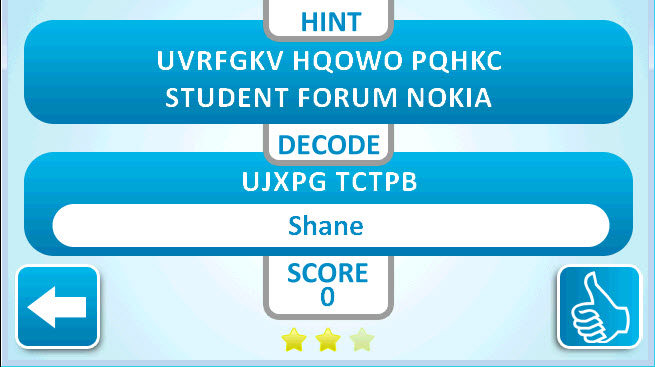 HINT
UVRFGKV HQOWO PQHKC
STUDENT FORUM NOKIA
DECODE
UJXPG TCTPB
Shane
SCORE
0